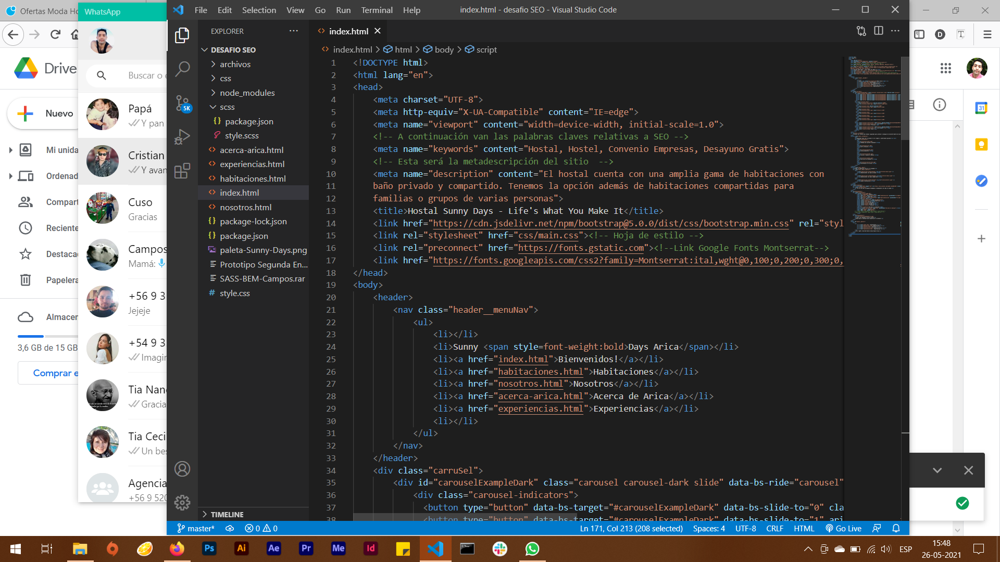 Ofertas Moda Ho
WhatsApp
File Edit Selection View Go Run Terminal Help
index.html - desafio SEO - Visual Studio Code
Drive
Buscar o e
Nuevo
Mi unida
Ordenad
Compart
Reciente
Destacad
Papelera
Almacen
3,6 GB de 15 GB
Comprar e
Papá
Y pan
Cristian
Y avan
Cuso
Gracias
Campos
Mamá:
+56 9 3
Jejeje
+54 9 3
Imagin
Tia Nan
Gracia
Tia Ceci
Un bes
Agencia
+56 9 520
EXPLORER
DESAFIO SEO
archivos
css
node_modules
scss
package.json
style.scss
acerca-arica.html
experiencias.html
habitaciones.html
index.html
nosotros.html
package-lock.json
package.json
paleta-Sunny-Days.png
Prototipo Segunda En...
SASS-BEM-Campos.rar
style.css
TIMELINE
5K
index.html
index.html > html > body > script
1 <!DOCTYPE html>
2 <html lang="en">
3 <head>
4 <meta charset="UTF-8">
5 <meta http-equiv="X-UA-Compatible" content="IE=edge">
6 <meta name="viewport" content="width=device-width, initial-scale=1.0">
7 <!-- A continuación van las palabras claves relativas a SEO -->
8 <meta name="keywords" content="Hostal, Hostel, Convenio Empresas, Desayuno Gratis">
9 <!-- Esta será la metadescripción del sitio  -->
10 <meta name="description" content="El hostal cuenta con una amplia gama de habitaciones con
11 baño privado y compartido. Tenemos la opción además de habitaciones compartidas para
12 familias o grupos de varias personas">
13 <title>Hostal Sunny Days - Life's What You Make It</title>
14 <link href="https://cdn.jsdelivr.net/npm/bootstrap@5.0.0/dist/css/bootstrap.min.css" rel="styl
15 <link rel="stylesheet" href="css/main.css"><!-- Hoja de estilo -->
16 <link rel="preconnect" href="https://fonts.gstatic.com"><!--Link Google Fonts Montserrat-->
17 <link href="https://fonts.googleapis.com/css2?family=Montserrat:ital,wght@0,100;0,200;0,300;0,
18 </head>
19 <body>
20 <header>
21 <nav class="header__menuNav">
22 <ul>
23 <li></li>
24 <li>Sunny <span style=font-weight:bold>Days Arica</span></li>
25 <li><a href="index.html">Bienvenidos!</a></li>
26 <li><a href="habitaciones.html">Habitaciones</a></li>
27 <li><a href="nosotros.html">Nosotros</a></li>
28 <li><a href="acerca-arica.html">Acerca de Arica</a></li>
29 <li><a href="experiencias.html">Experiencias</a></li>
30 <li></li>
31 </ul>
32 </nav>
33 </header>
34 <div class="carruSel">
35 <div id="carouselExampleDark" class="carousel carousel-dark slide" data-bs-ride="carousel"
36 <div class="carousel-indicators">
37 <button type="button" data-bs-target="#carouselExampleDark" data-bs-slide-to="0" cla
38 <button type="button" data-bs-target="#carouselExampleDark" data-bs-slide-to="1" ari
master* 0 0
Ln 171, Col 213 (208 selected) Spaces: 4 UTF-8 CRLF HTML Go Live
31
D
T
Ps Ai Ae Pr Me Id
ESP
15:48
26-05-2021